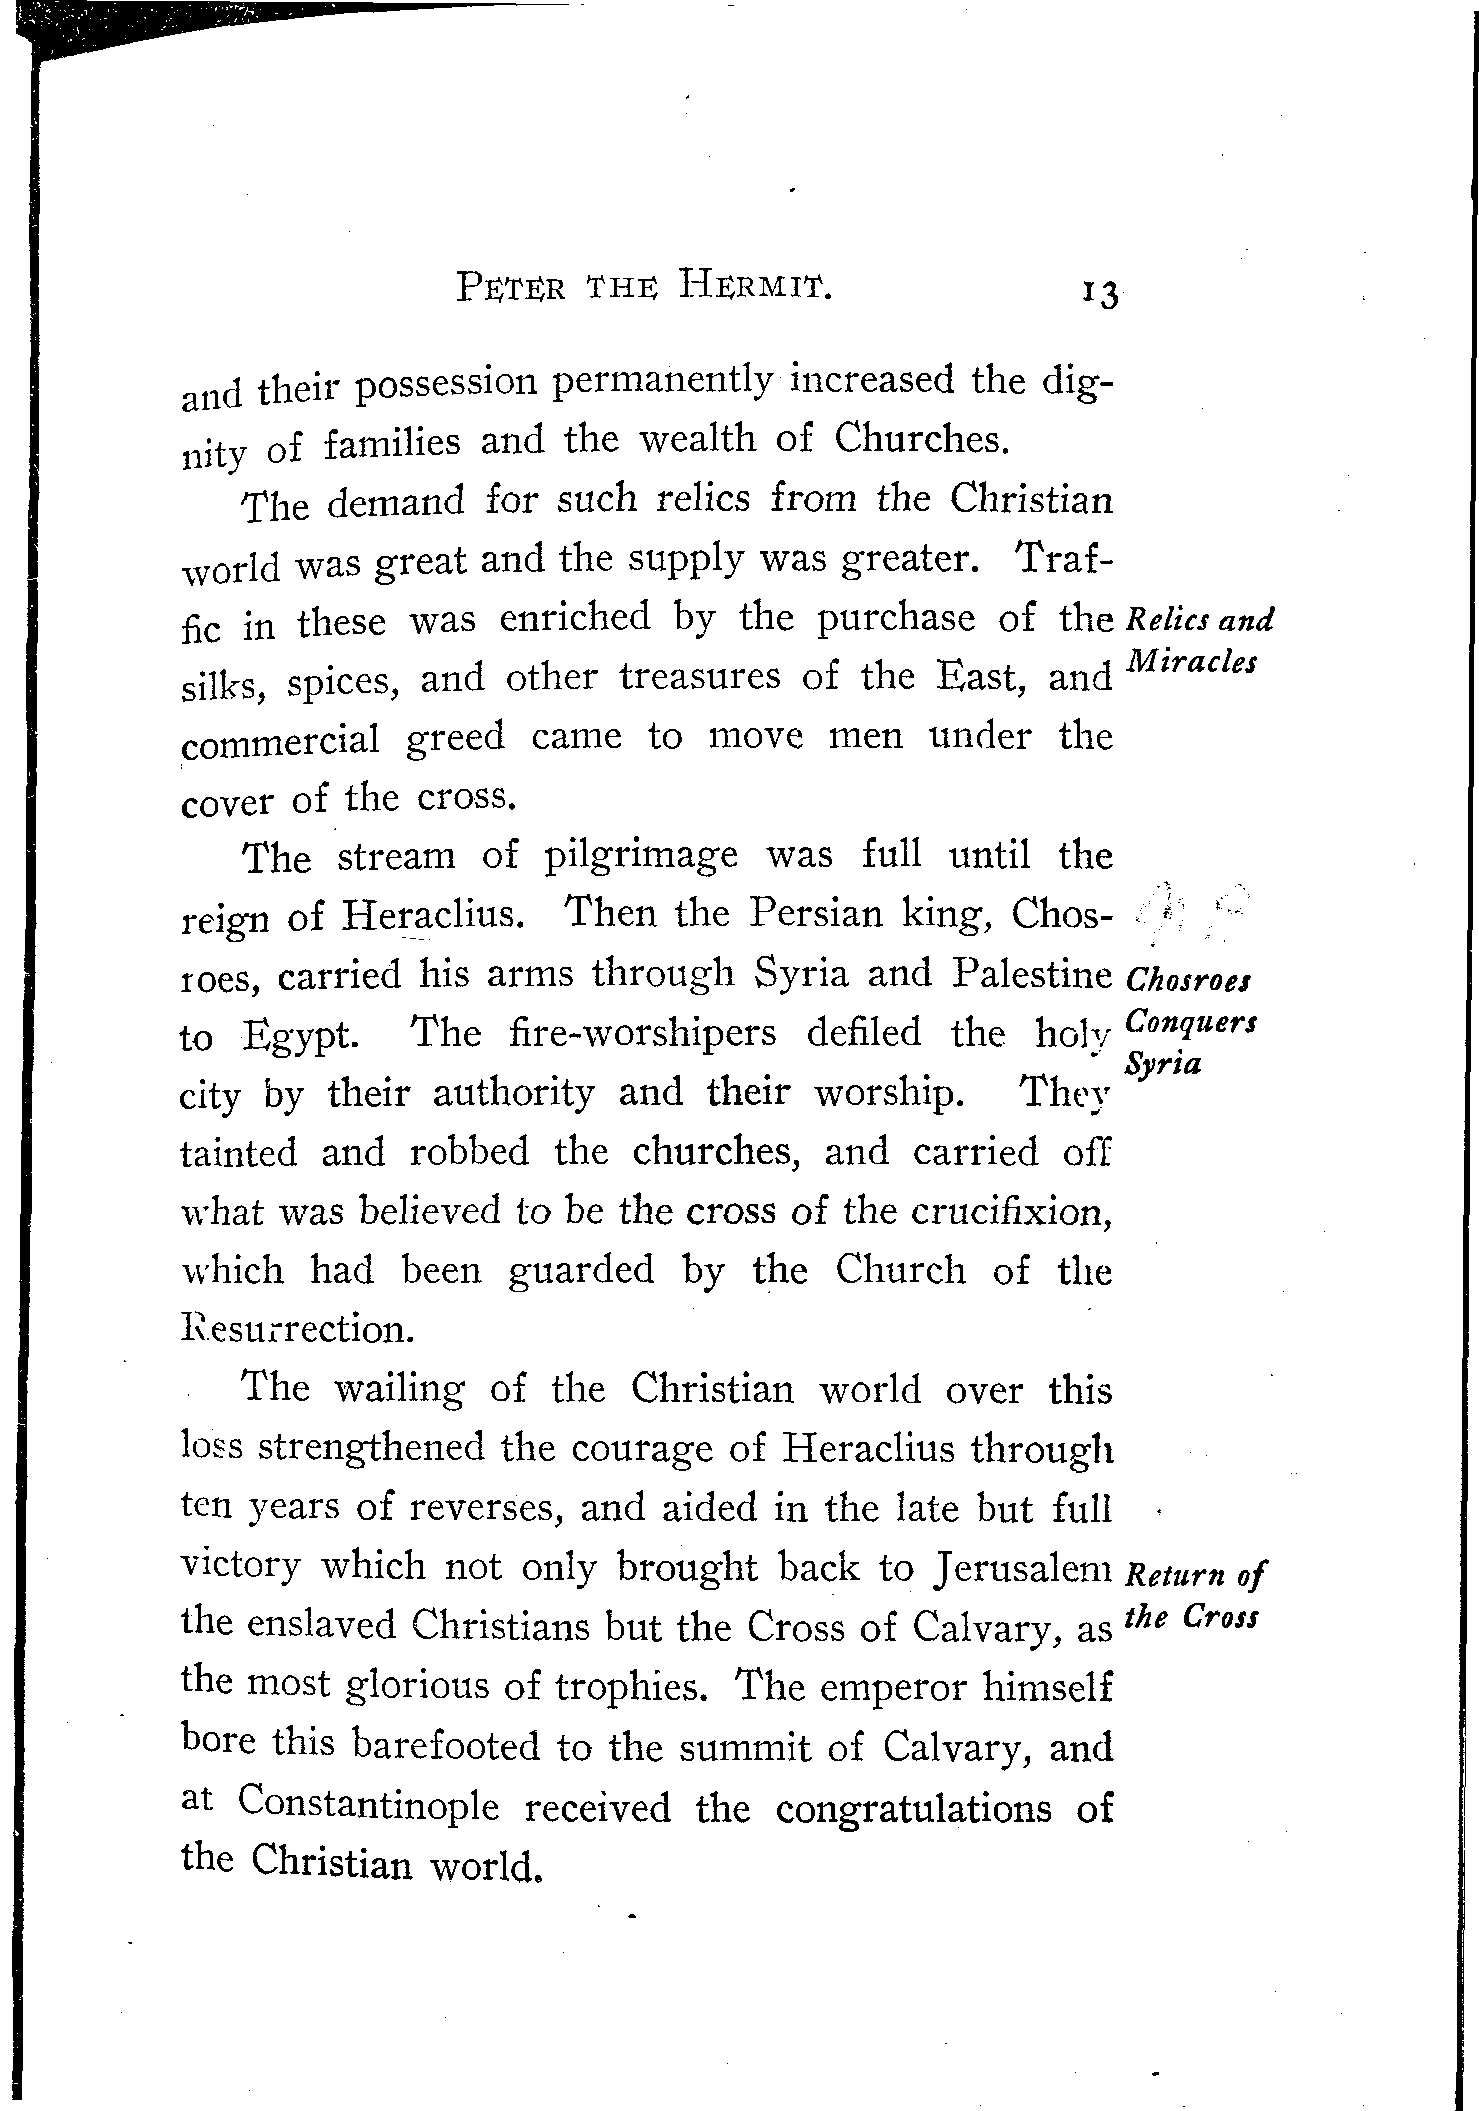 PETER THE HERMIT. 13
and their possession permanently increased the dig-
nity of families and the wealth of Churches.
The demand for such relics from the Christian
world was great and the supply was greater. Traf-
fic in these was enriched by the purchase of the
silks, spices, and other treasures of the East, and
commercial greed came to move men under the
cover of the cross.
Relics and
Miracles
The stream of pilgrimage was full until the
reign of Heraclius. Then the Persian king, Chos-
roes, carried his arms through Syria and Palestine
to Egypt. The fire-worshipers defiled the holy
city by their authority and their worship. They
tainted and robbed the churches, and carried off
what was believed to be the cross of the crucifixion,
which had been guarded by the Church of the
Resurrection.
Chosroes
Conquers
Syria
The wailing of the Christian world over this
loss strengthened the courage of Heraclius through
ten years of reverses, and aided in the late but full
victory which not only brought back to Jerusalem
the enslaved Christians but the Cross of Calvary, as
the most glorious of trophies. The emperor himself
bore this barefooted to the summit of Calvary, and
at Constantinople received the congratulations of
the Christian world.
Return of
the Cross